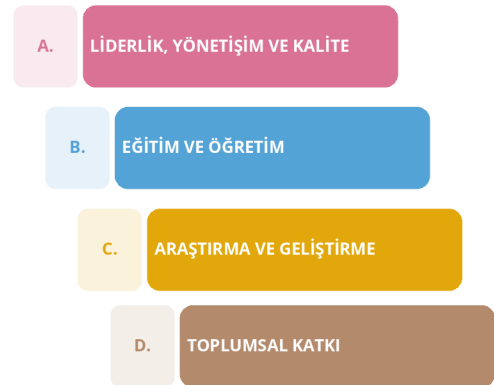 A. LİDERLİK, YÖNETİŞİM VE KALİTE
B. EĞİTİM VE ÖĞRETİM
C. ARAŞTIRMA VE GELİŞTİRME
D. TOPLUMSAL KATKI